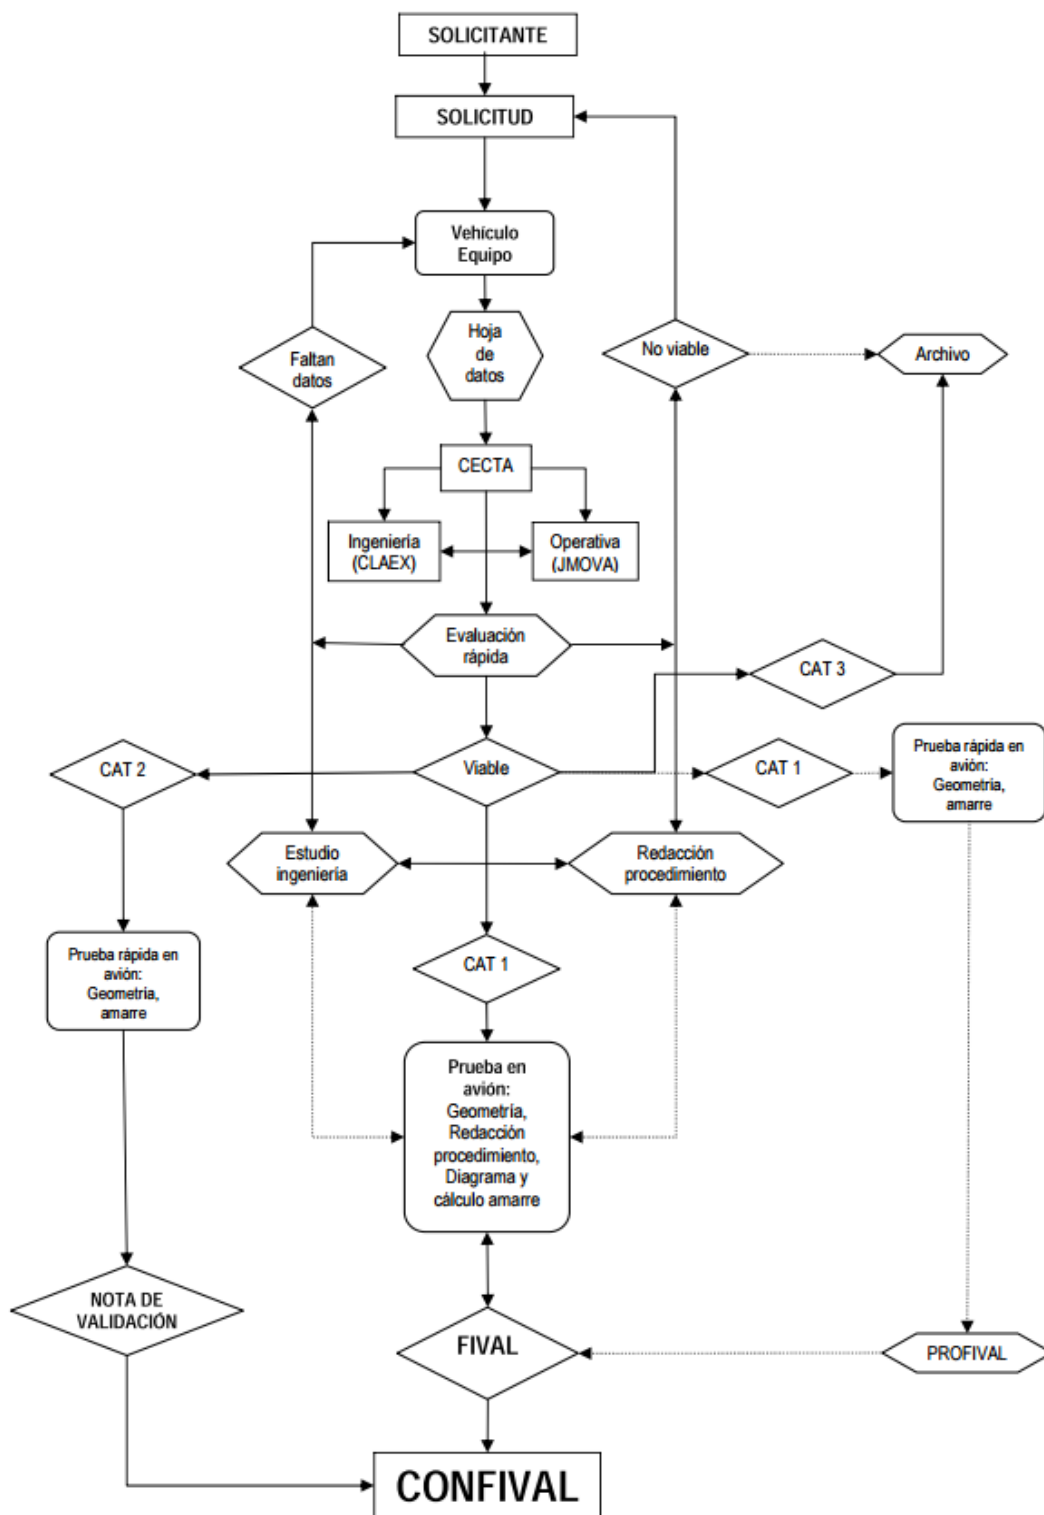 SOLICITANTE
SOLICITUD
Vehículo
Equipo
Hoja
de
datos
Faltan
datos
No viable
Archivo
CECTA
Ingeniería
(CLAEX)
Operativa
(JMOVA)
Evaluación
rápida
CAT 3
CAT 2
Viable
CAT 1
Prueba rápida en
avión:
Geometría,
amarre
Estudio
ingeniería
Redacción
procedimiento
Prueba rápida en
avión:
Geometría,
amarre
CAT 1
Prueba en
avión:
Geometría,
Redacción
procedimiento,
Diagrama y
cálculo amarre
NOTA DE
VALIDACIÓN
FIVAL
PROFIVAL
CONFIVAL